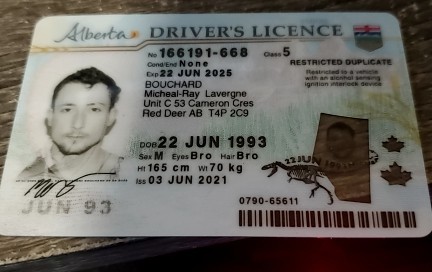 Alberta DRIVER'S LICENCE
No 166191-668 Class 5
Cond/End None
Exp 22 JUN 2025
RESTRICTED DUPLICATE
Restricted to a vehicle
with an alcohol sensing
ignition interlock device
BOUCHARD
Micheal-Ray Lavergne
Unit C 53 Cameron Cres
Red Deer AB T4P 2C9
DOB 22 JUN 1993
Sex M Eyes Bro Hair Bro
Ht 165 cm Wt 70 kg
Iss 03 JUN 2021
22 JUN
JUN 93
0790-65611